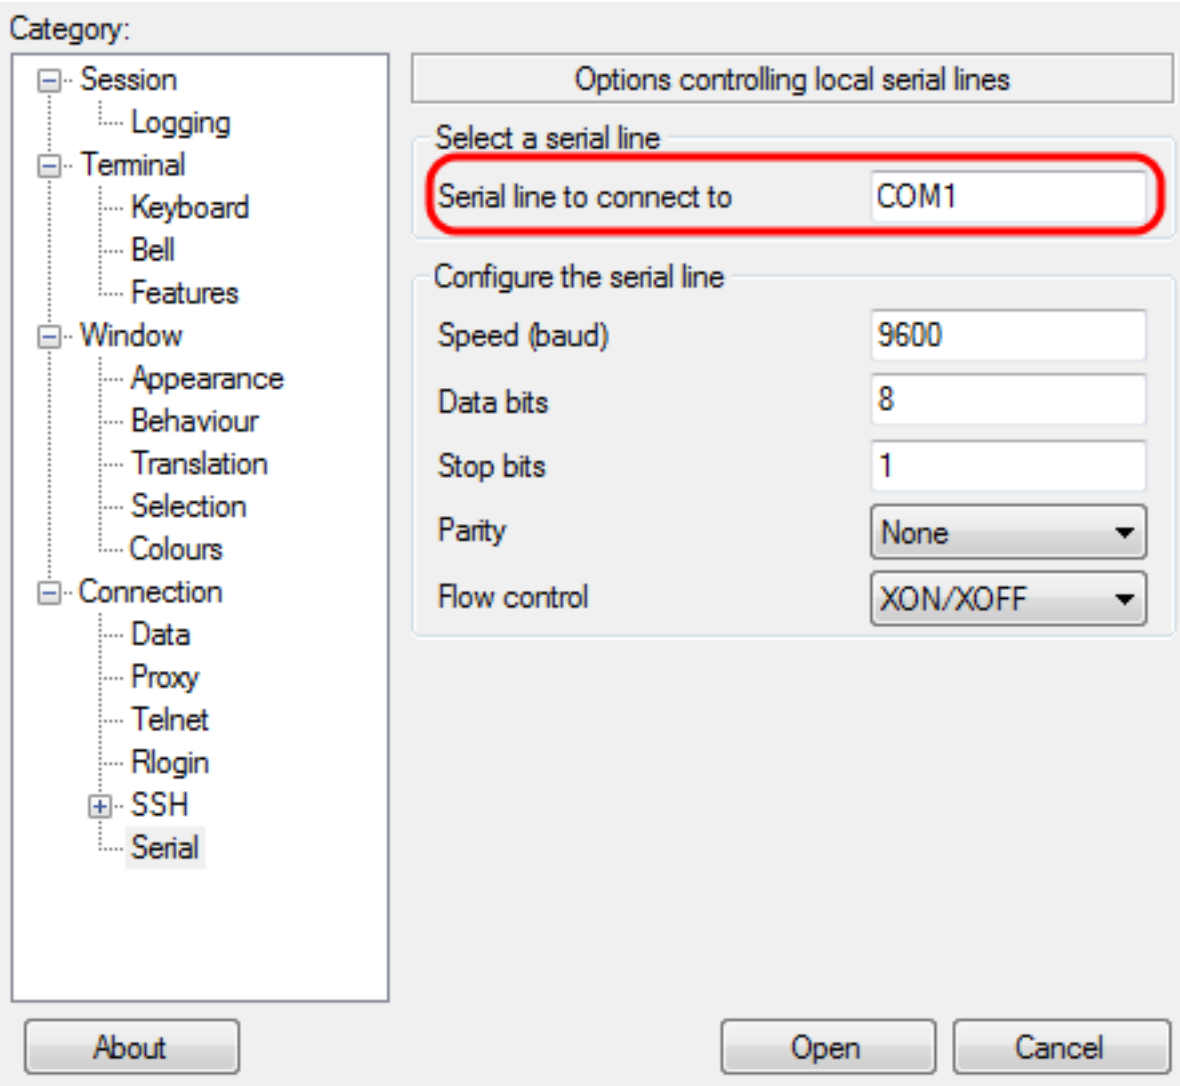 Category:
Session
Logging
Terminal
Keyboard
Bell
Features
Window
Appearance
Behaviour
Translation
Selection
Colours
Connection
Data
Proxy
Telnet
Rlogin
SSH
Serial
Options controlling local serial lines
Select a serial line
Serial line to connect to COM1
Configure the serial line
Speed (baud) 9600
Data bits 8
Stop bits 1
Parity None
Flow control XON/XOFF
About Open Cancel